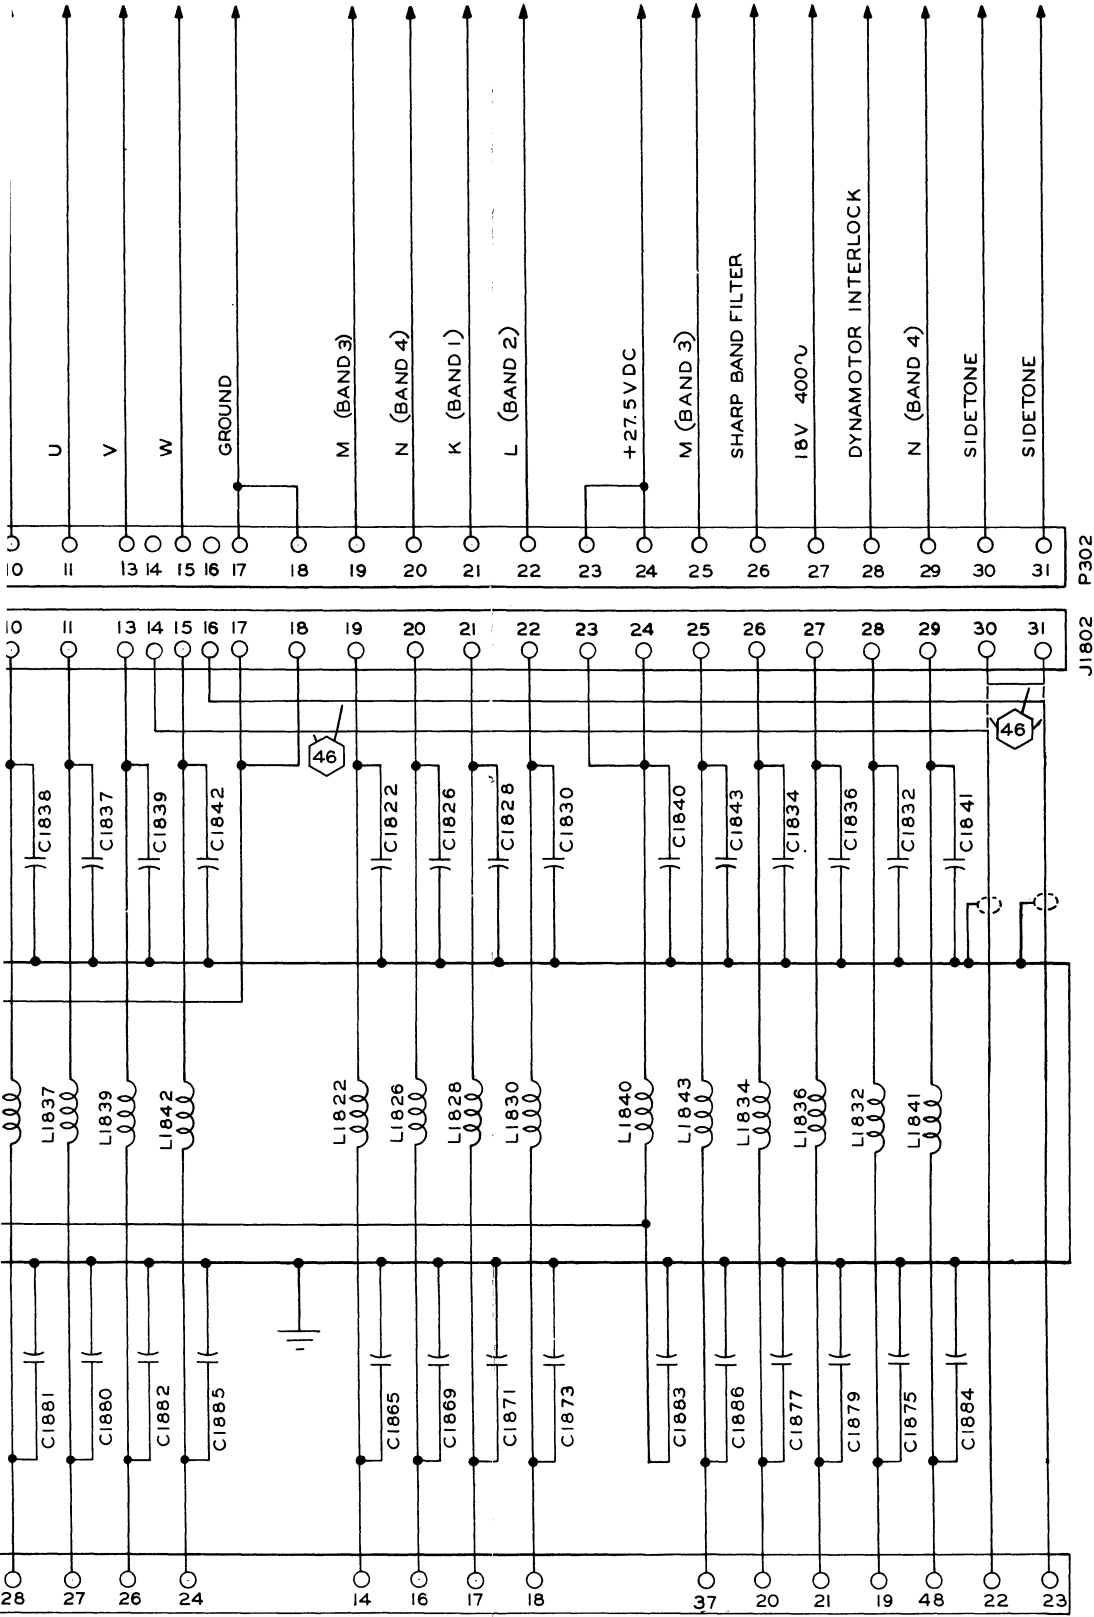 U
V
W
GROUND
M (BAND 3)
N (BAND 4)
K (BAND 1)
L (BAND 2)
+27.5 VDC
M (BAND 3)
SHARP BAND FILTER
18V 400~
DYNAMOTOR INTERLOCK
N (BAND 4)
SIDETONE
SIDETONE
10 11 13 14 15 16 17 18 19 20 21 22 23 24 25 26 27 28 29 30 31
P302
10 11 13 14 15 16 17 18 19 20 21 22 23 24 25 26 27 28 29 30 31
J1802
46
46
C1838
C1837
C1839
C1842
C1822
C1826
C1828
C1830
C1840
C1843
C1834
C1836
C1832
C1841
L1837
L1839
L1842
L1822
L1826
L1828
L1830
L1840
L1843
L1834
L1836
L1832
L1841
C1881
C1880
C1882
C1885
C1865
C1869
C1871
C1873
C1883
C1886
C1877
C1879
C1875
C1884
28 27 26 24 14 16 17 18 37 20 21 19 48 22 23